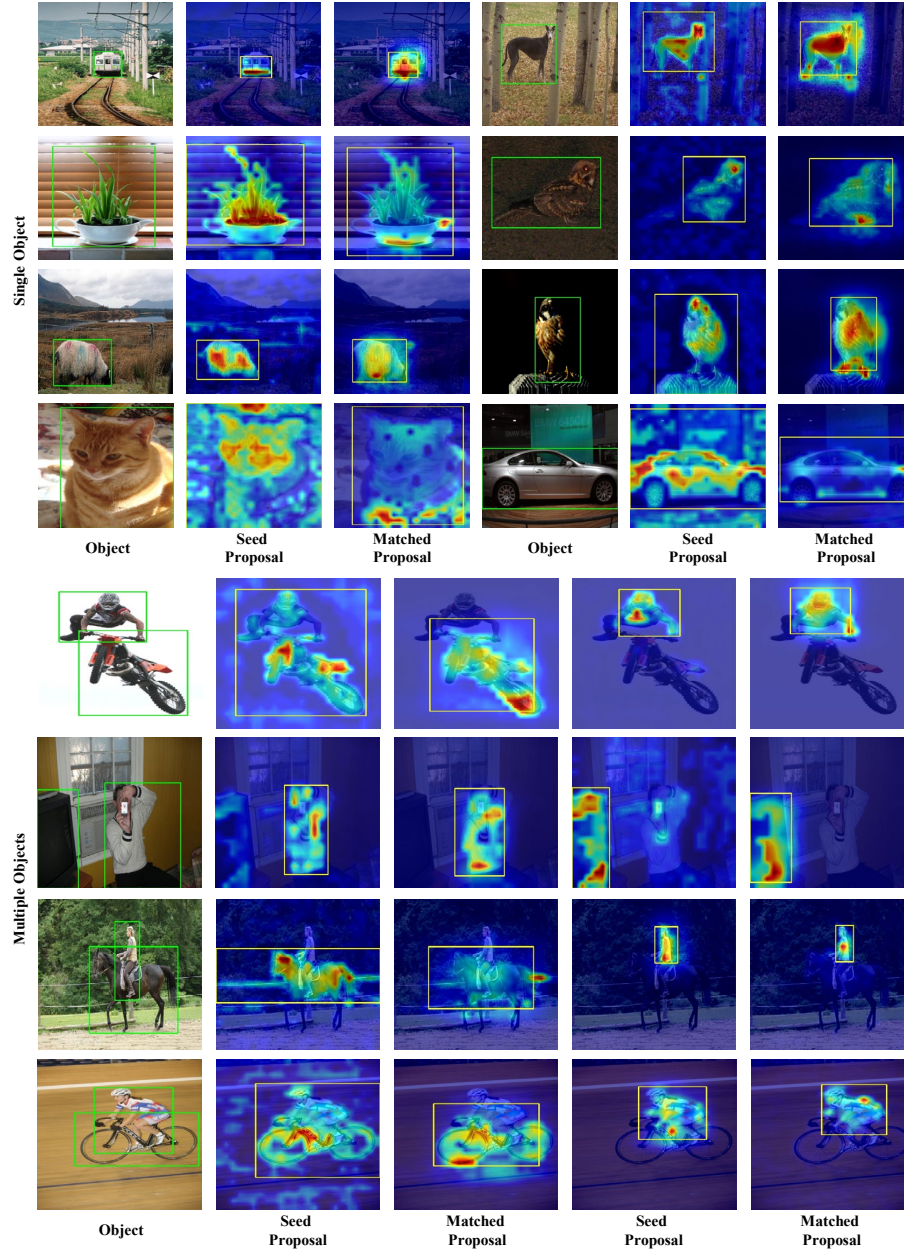 Single Object
Object
Seed
Proposal
Matched
Proposal
Object
Seed
Proposal
Matched
Proposal
Multiple Objects
Object
Seed
Proposal
Matched
Proposal
Seed
Proposal
Matched
Proposal